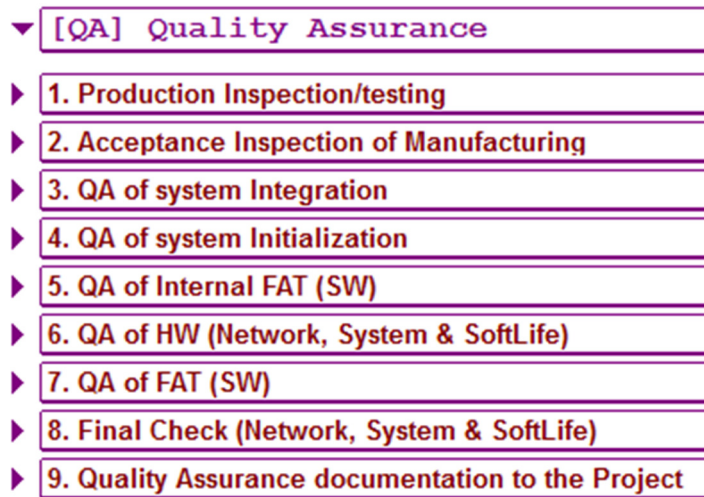 [QA] Quality Assurance
1. Production Inspection/testing
2. Acceptance Inspection of Manufacturing
3. QA of system Integration
4. QA of system Initialization
5. QA of Internal FAT (SW)
6. QA of HW (Network, System & SoftLife)
7. QA of FAT (SW)
8. Final Check (Network, System & SoftLife)
9. Quality Assurance documentation to the Project